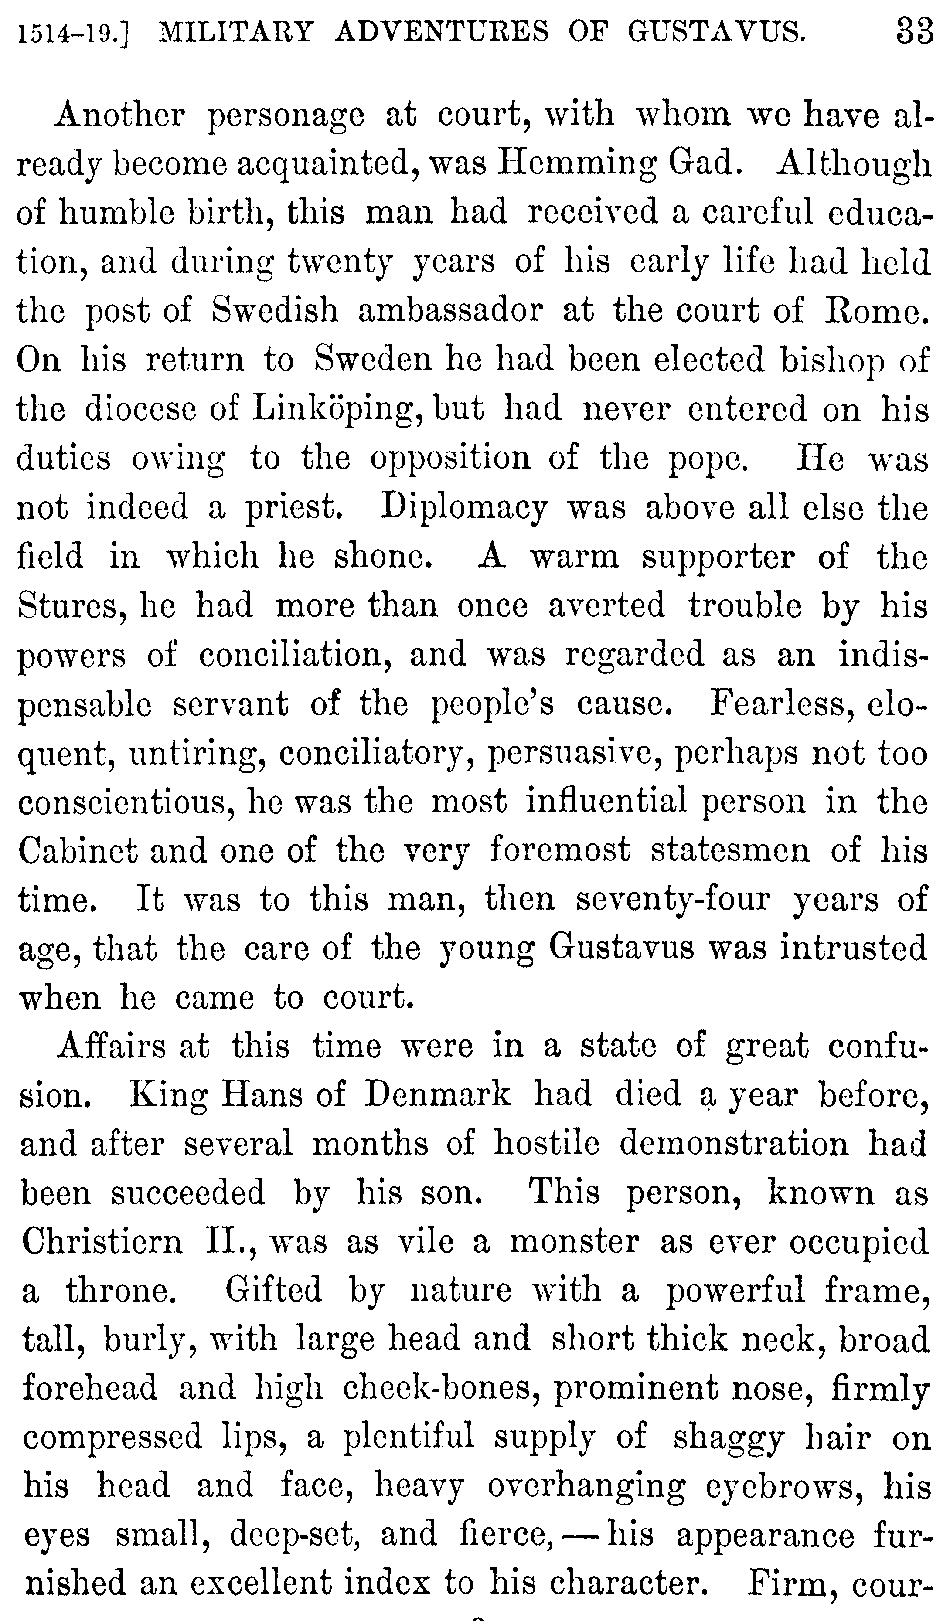 1514–19.] MILITARY ADVENTURES OF GUSTAVUS. 33
Another personage at court, with whom we have al-
ready become acquainted, was Hemming Gad. Although
of humble birth, this man had received a careful educa-
tion, and during twenty years of his early life had held
the post of Swedish ambassador at the court of Rome.
On his return to Sweden he had been elected bishop of
the diocese of Linköping, but had never entered on his
duties owing to the opposition of the pope. He was
not indeed a priest. Diplomacy was above all else the
field in which he shone. A warm supporter of the
Stures, he had more than once averted trouble by his
powers of conciliation, and was regarded as an indis-
pensable servant of the people's cause. Fearless, elo-
quent, untiring, conciliatory, persuasive, perhaps not too
conscientious, he was the most influential person in the
Cabinet and one of the very foremost statesmen of his
time. It was to this man, then seventy-four years of
age, that the care of the young Gustavus was intrusted
when he came to court.
Affairs at this time were in a state of great confu-
sion. King Hans of Denmark had died a year before,
and after several months of hostile demonstration had
been succeeded by his son. This person, known as
Christiern II., was as vile a monster as ever occupied
a throne. Gifted by nature with a powerful frame,
tall, burly, with large head and short thick neck, broad
forehead and high cheek-bones, prominent nose, firmly
compressed lips, a plentiful supply of shaggy hair on
his head and face, heavy overhanging eyebrows, his
eyes small, deep-set, and fierce, — his appearance fur-
nished an excellent index to his character. Firm, cour-